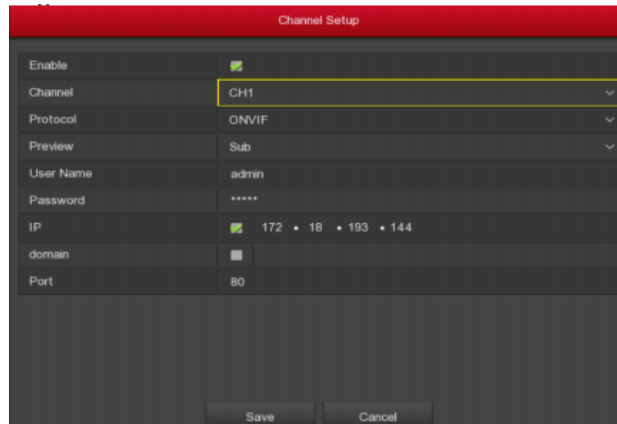 Channel Setup
Enable
Channel CH1
Protocol ONVIF
Preview Sub
User Name admin
Password *****
IP 172 • 18 • 193 • 144
domain
Port 80
Save Cancel